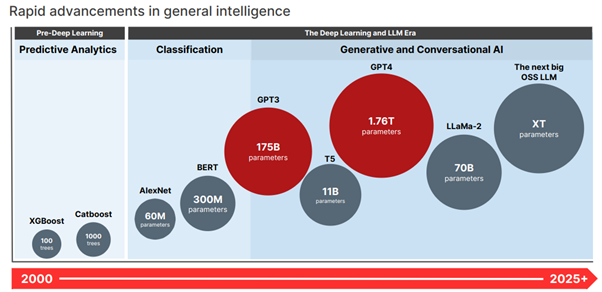 Rapid advancements in general intelligence
Pre-Deep Learning
The Deep Learning and LLM Era
Predictive Analytics
Classification
Generative and Conversational AI
XGBoost
100
trees
Catboost
1000
trees
AlexNet
60M
parameters
BERT
300M
parameters
GPT3
175B
parameters
T5
11B
parameters
GPT4
1.76T
parameters
LLaMa-2
70B
parameters
The next big
OSS LLM
XT
parameters
2000
2025+